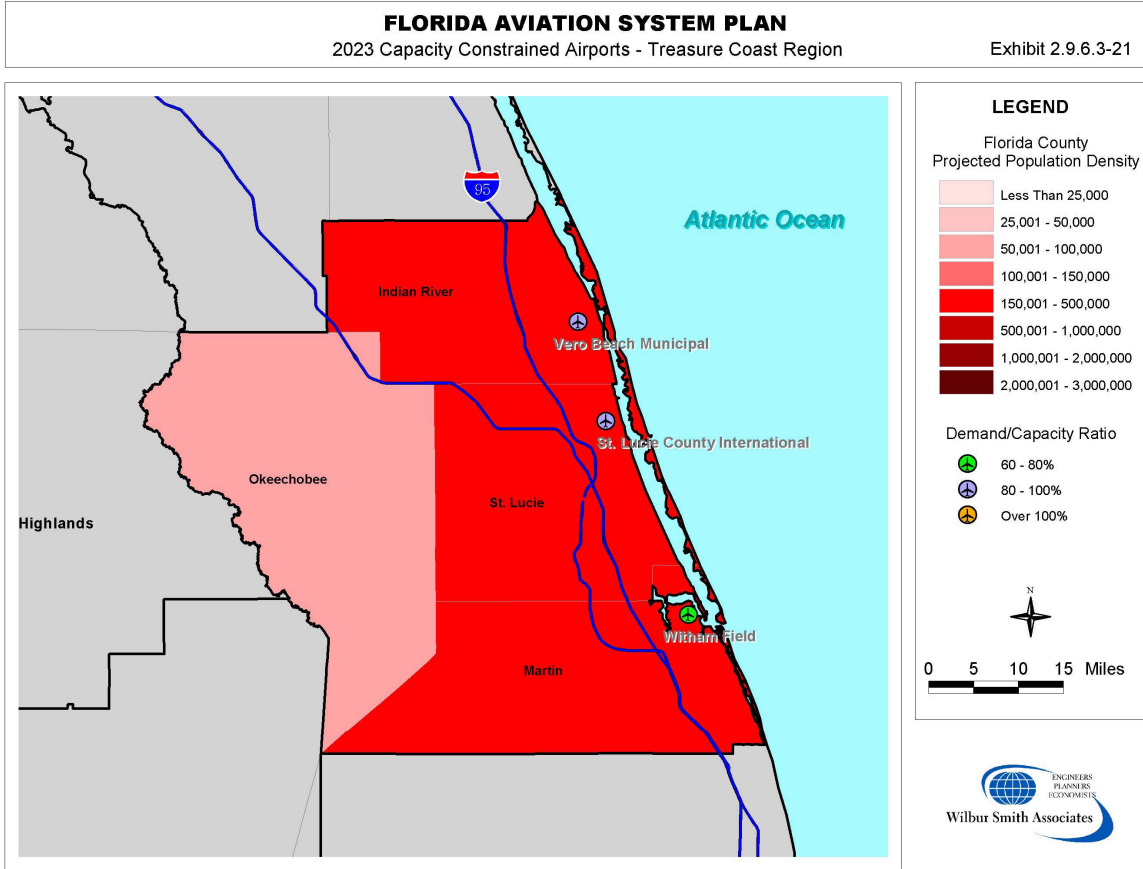 FLORIDA AVIATION SYSTEM PLAN
2023 Capacity Constrained Airports - Treasure Coast Region
Exhibit 2.9.6.3-21
95
Atlantic Ocean
Indian River
Vero Beach Municipal
St. Lucie County International
Okeechobee
St. Lucie
Highlands
Witham Field
Martin
LEGEND
Florida County
Projected Population Density
Less Than 25,000
25,001 - 50,000
50,001 - 100,000
100,001 - 150,000
150,001 - 500,000
500,001 - 1,000,000
1,000,001 - 2,000,000
2,000,001 - 3,000,000
Demand/Capacity Ratio
60 - 80%
80 - 100%
Over 100%
N
0 5 10 15 Miles
ENGINEERS
PLANNERS
ECONOMISTS
Wilbur Smith Associates